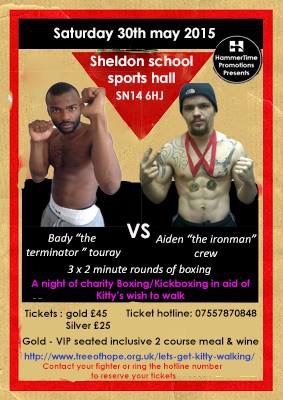 Saturday 30th may 2015
H
HammerTime
Promotions
Presents
Sheldon school
sports hall
SN14 6HJ
VS
Bady "the
terminator " touray
Aiden "the ironman"
crew
3 x 2 minute rounds of boxing
A night of charity Boxing/Kickboxing in aid of
Kitty's wish to walk
Tickets : gold £45
Silver £25
Ticket hotline: 07557870848
Gold - VIP seated inclusive 2 course meal & wine
http://www.treeofhope.org.uk/lets-get-kitty-walking/
Contact your fighter or ring the hotline number
to reserve your tickets